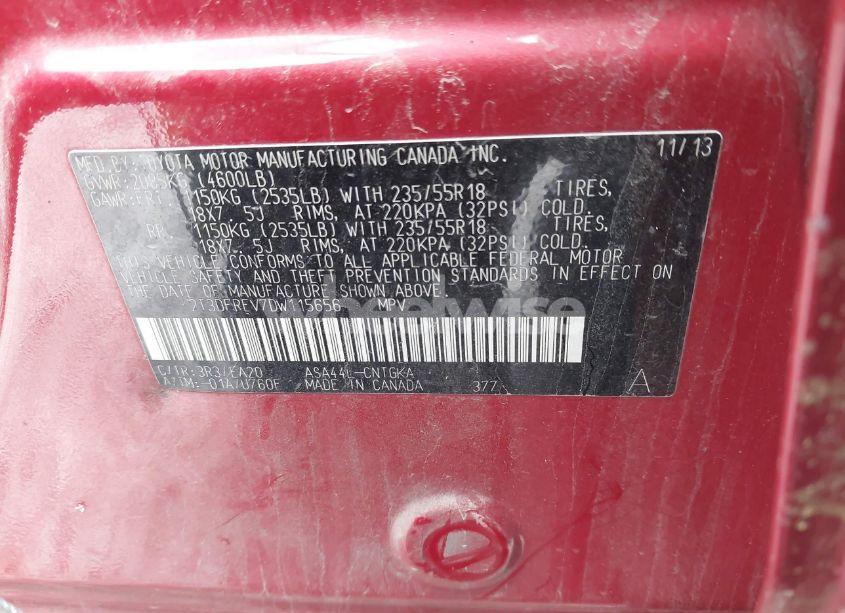 MFD. BY: TOYOTA MOTOR MANUFACTURING CANADA INC. 11/13
GVWR: 2085KG (4600LB)
GAWR: FRT. 1150KG (2535LB) WITH 235/55R18 TIRES,
18X7. 5J RIMS, AT 220KPA (32PSI) COLD.
RR. 1150KG (2535LB) WITH 235/55R18 TIRES,
18X7. 5J RIMS, AT 220KPA (32PSI) COLD.
THIS VEHICLE CONFORMS TO ALL APPLICABLE FEDERAL MOTOR
VEHICLE SAFETY AND THEFT PREVENTION STANDARDS IN EFFECT ON
THE DATE OF MANUFACTURE SHOWN ABOVE.
2T3DFREV7DW115656 MPV
C/TR: 3R3/EA20 ASA44L-CNTGKA
A/TM: -01A/U760F MADE IN CANADA 377 A